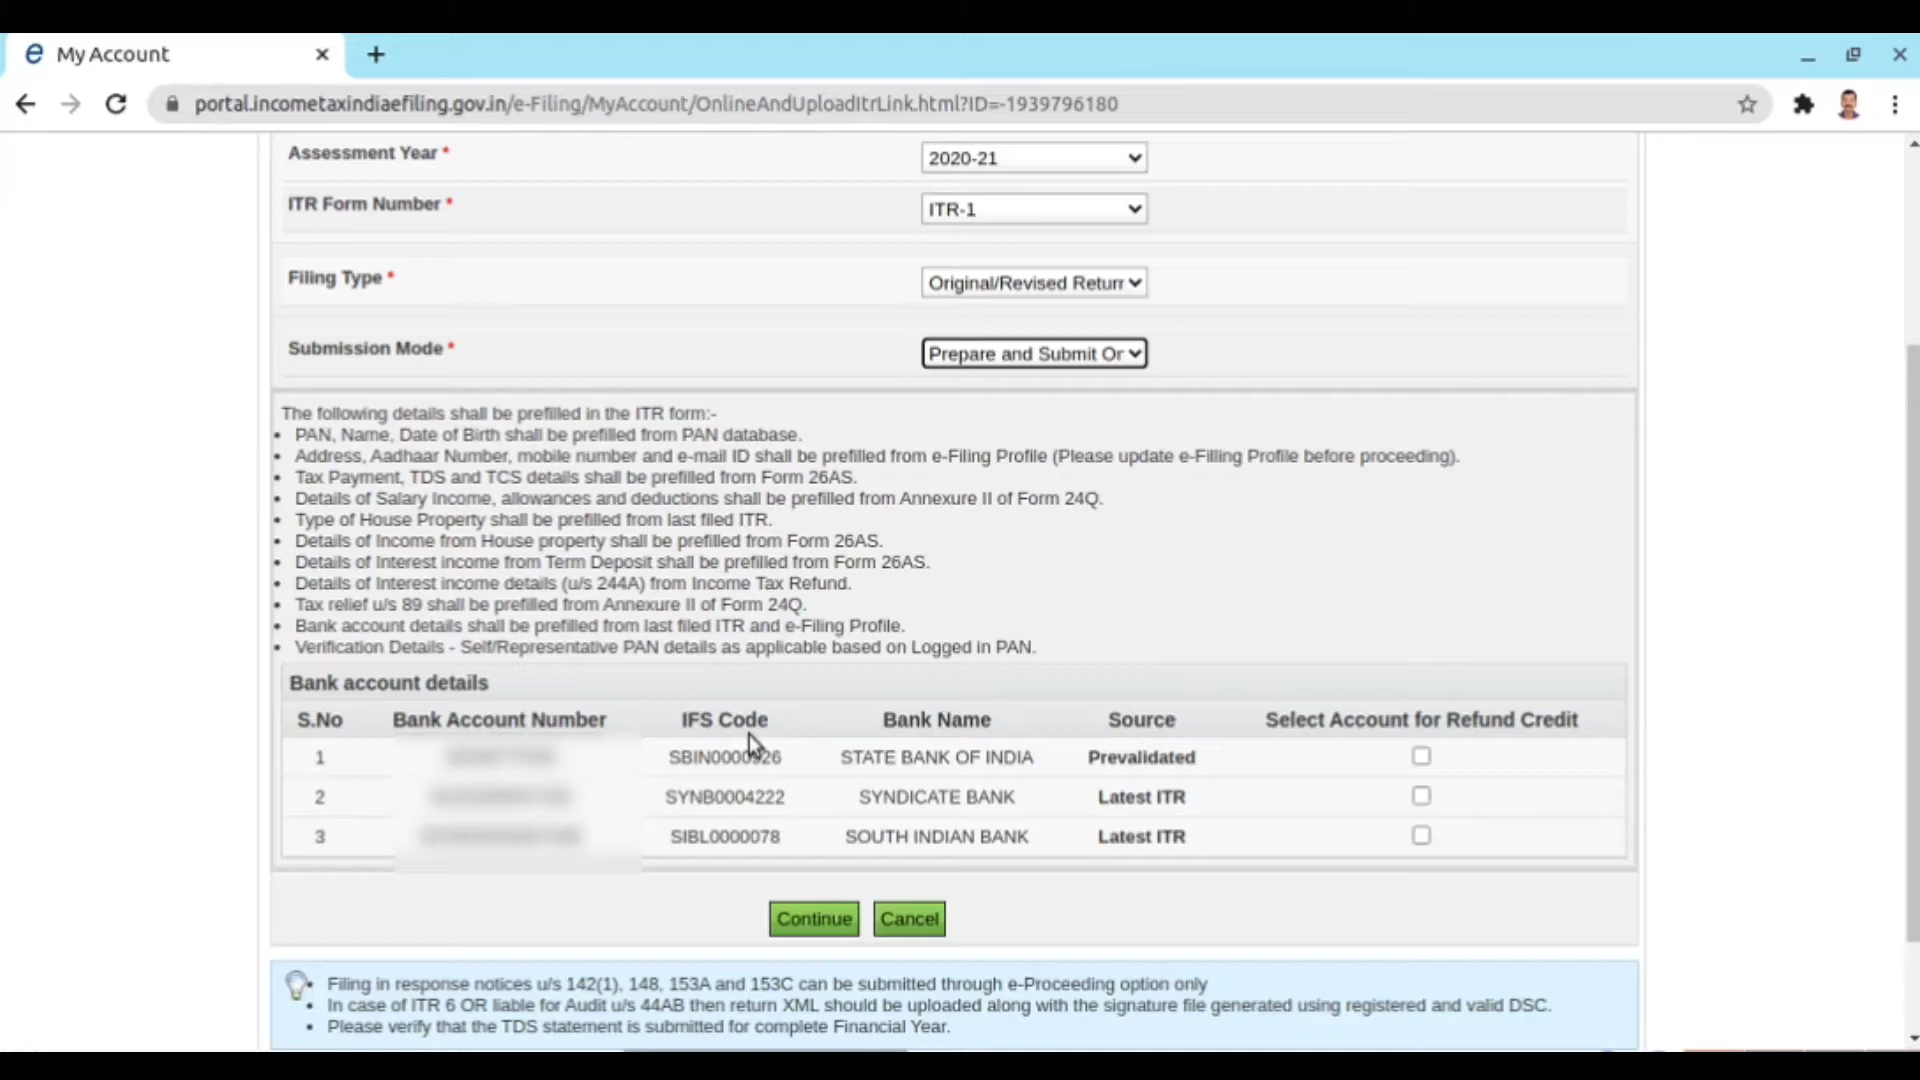 My Account
portal.incometaxindiaefiling.gov.in/e-Filing/MyAccount/OnlineAndUploadItrLink.html?ID=-1939796180
Assessment Year * 2020-21
ITR Form Number * ITR-1
Filing Type * Original/Revised Return
Submission Mode * Prepare and Submit Or
The following details shall be prefilled in the ITR form:-
• PAN, Name, Date of Birth shall be prefilled from PAN database.
• Address, Aadhaar Number, mobile number and e-mail ID shall be prefilled from e-Filing Profile (Please update e-Filling Profile before proceeding).
• Tax Payment, TDS and TCS details shall be prefilled from Form 26AS.
• Details of Salary Income, allowances and deductions shall be prefilled from Annexure II of Form 24Q.
• Type of House Property shall be prefilled from last filed ITR.
• Details of Income from House property shall be prefilled from Form 26AS.
• Details of Interest income from Term Deposit shall be prefilled from Form 26AS.
• Details of Interest income details (u/s 244A) from Income Tax Refund.
• Tax relief u/s 89 shall be prefilled from Annexure II of Form 24Q.
• Bank account details shall be prefilled from last filed ITR and e-Filing Profile.
• Verification Details - Self/Representative PAN details as applicable based on Logged in PAN.
Bank account details
S.No Bank Account Number IFS Code Bank Name Source Select Account for Refund Credit
1 STATE BANK OF INDIA Prevalidated
2 SYNB0004222 SYNDICATE BANK Latest ITR
3 SIBL0000078 SOUTH INDIAN BANK Latest ITR
Continue Cancel
• Filing in response notices u/s 142(1), 148, 153A and 153C can be submitted through e-Proceeding option only
• In case of ITR 6 OR liable for Audit u/s 44AB then return XML should be uploaded along with the signature file generated using registered and valid DSC.
• Please verify that the TDS statement is submitted for complete Financial Year.